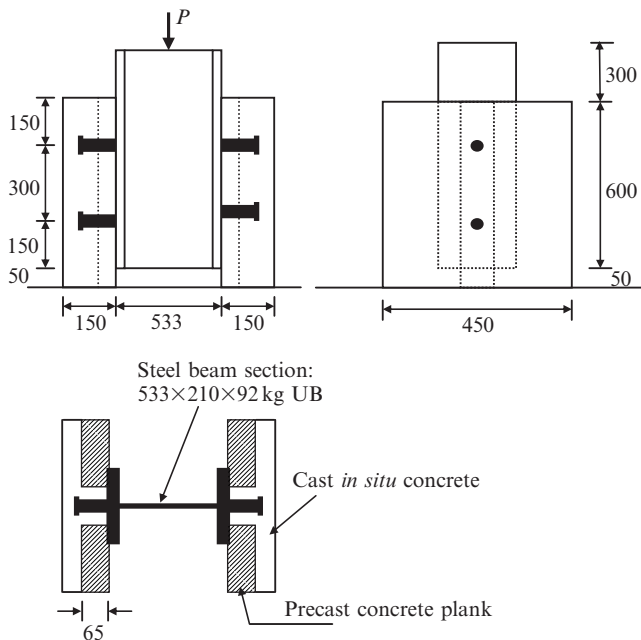 P
150
300
150
50
150
533
150
300
600
50
450
Steel beam section:
533×210×92 kg UB
Cast in situ concrete
Precast concrete plank
65